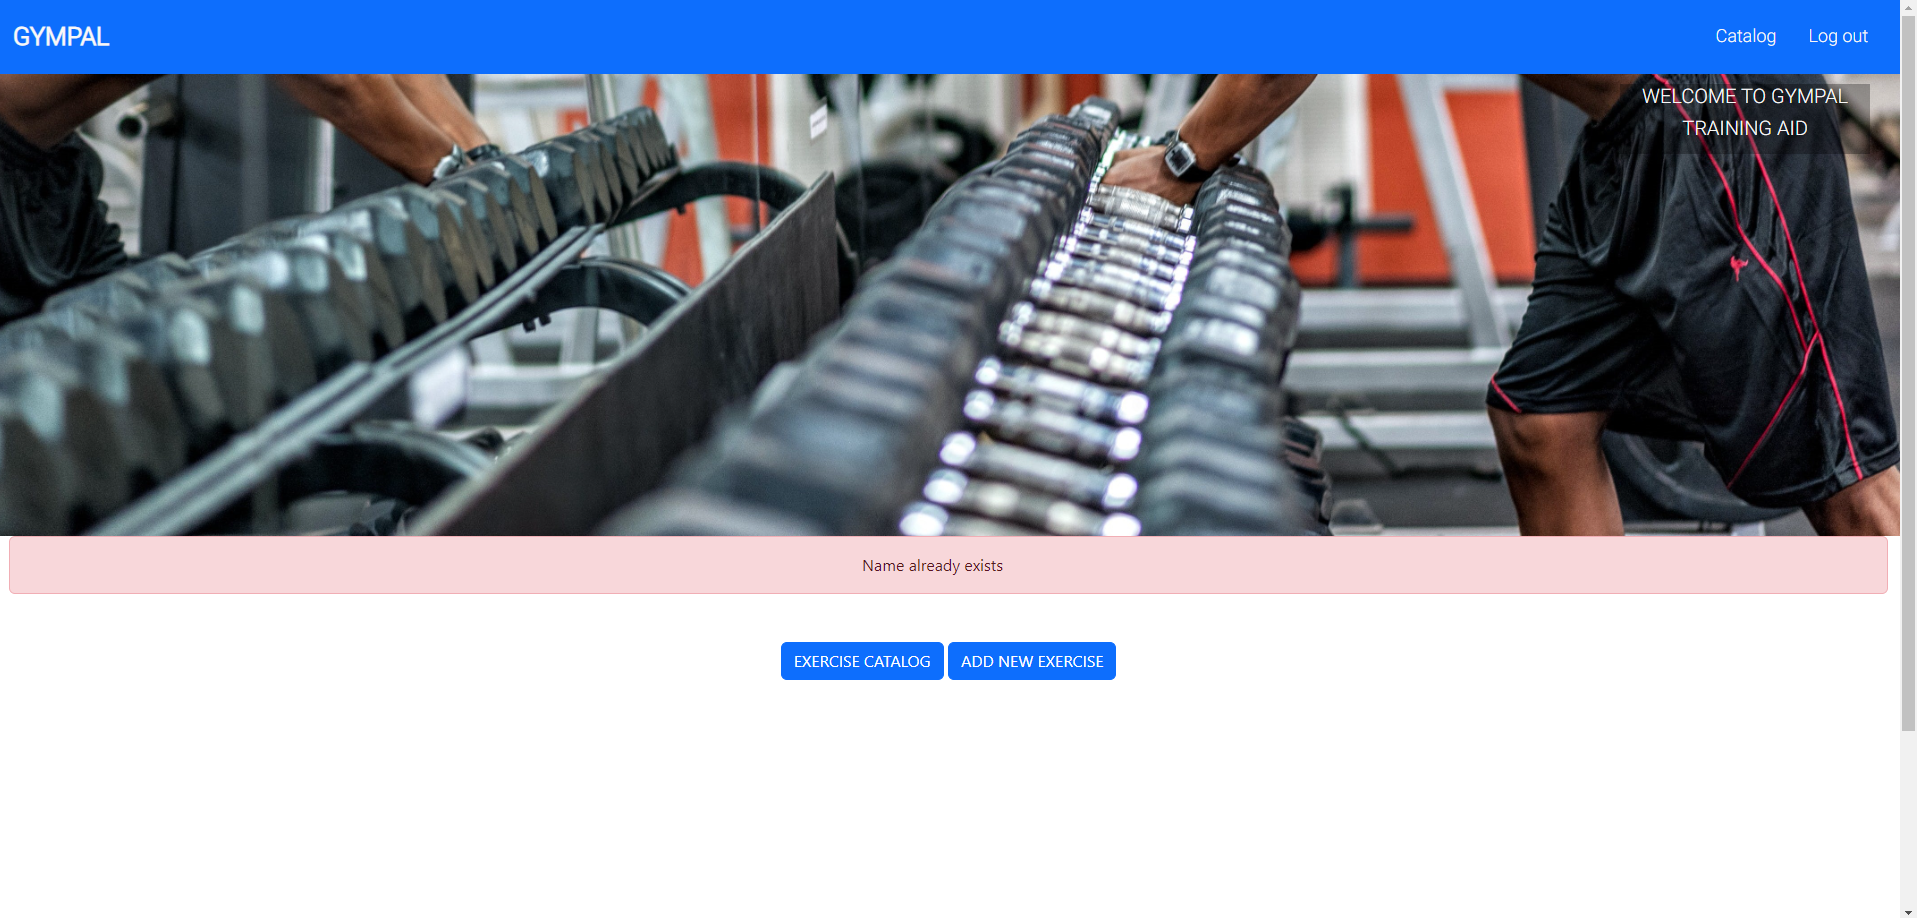 GYMPAL
Catalog
Log out
WELCOME TO GYMPAL
TRAINING AID
Name already exists
EXERCISE CATALOG
ADD NEW EXERCISE